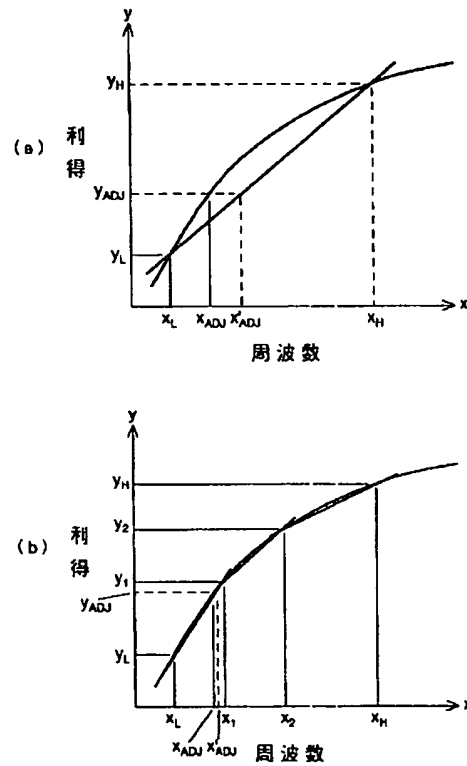 y
yH
(a)
利得
yADJ
yL
x
xL xADJ x'ADJ xH
周波数
y
yH
y2
(b)
利得
y1
yADJ
yL
x
xL x1 x2 xH
xADJ x'ADJ 周波数